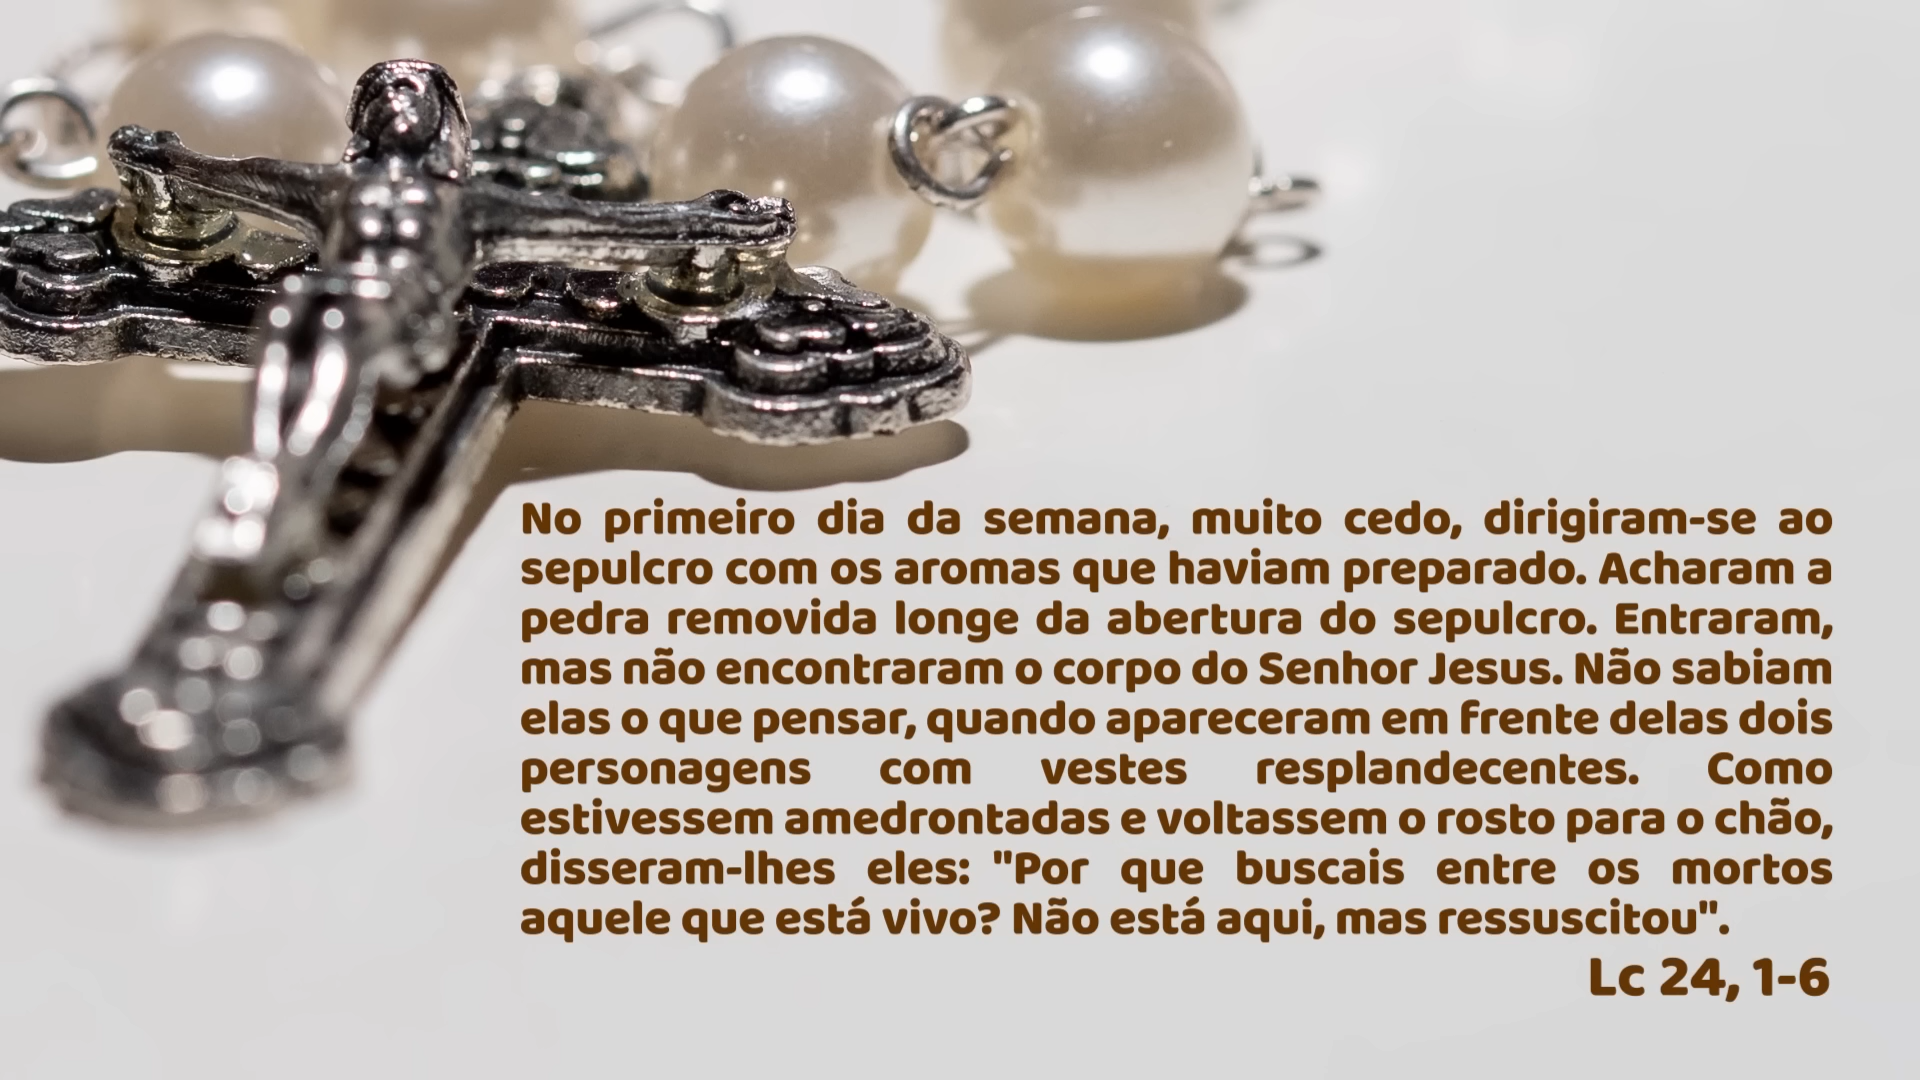 No primeiro dia da semana, muito cedo, dirigiram-se ao
sepulcro com os aromas que haviam preparado. Acharam a
pedra removida longe da abertura do sepulcro. Entraram,
mas não encontraram o corpo do Senhor Jesus. Não sabiam
elas o que pensar, quando apareceram em frente delas dois
personagens com vestes resplandecentes. Como
estivessem amedrontadas e voltassem o rosto para o chão,
disseram-lhes eles: "Por que buscais entre os mortos
aquele que está vivo? Não está aqui, mas ressuscitou".
Lc 24, 1-6